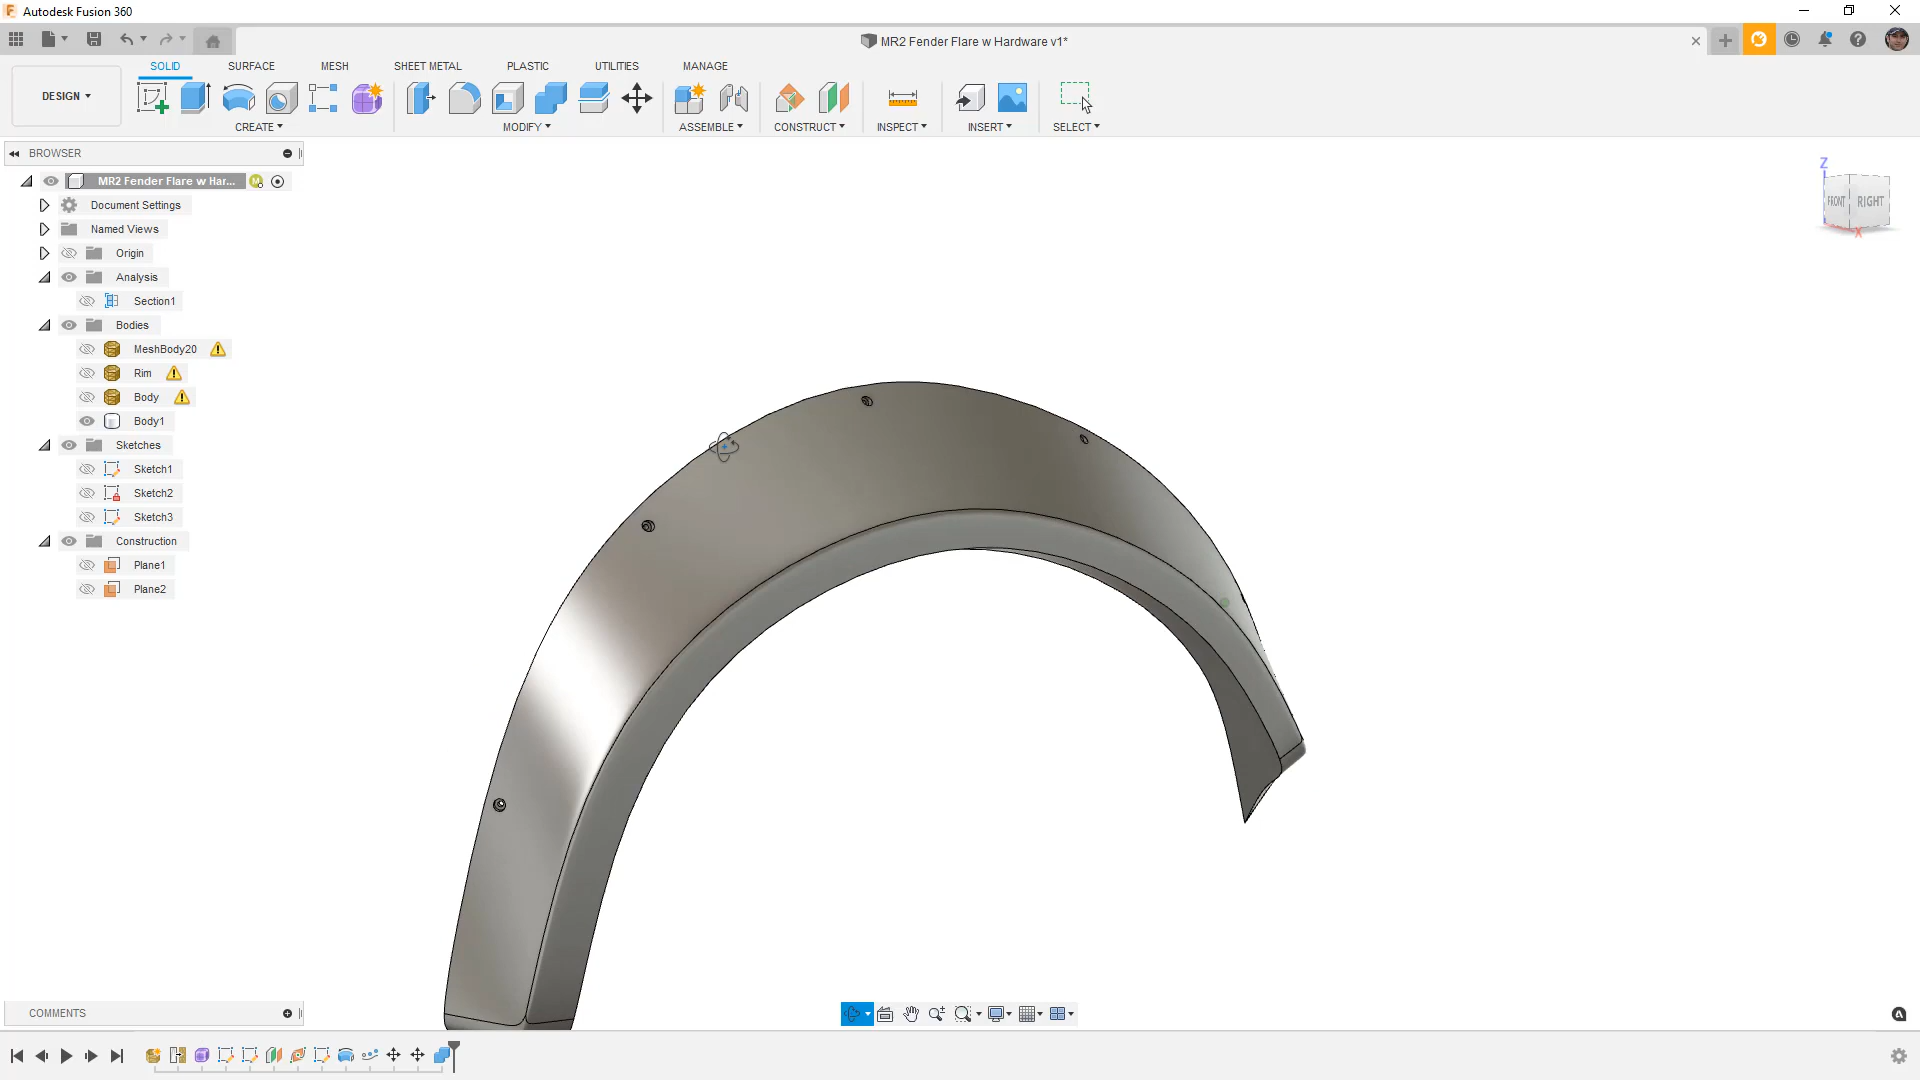 Autodesk Fusion 360
MR2 Fender Flare w Hardware v1*
SOLID SURFACE MESH SHEET METAL PLASTIC UTILITIES MANAGE
DESIGN
CREATE MODIFY ASSEMBLE CONSTRUCT INSPECT INSERT SELECT
BROWSER
MR2 Fender Flare w Har...
Document Settings
Named Views
Origin
Analysis
Section1
Bodies
MeshBody20
Rim
Body
Body1
Sketches
Sketch1
Sketch2
Sketch3
Construction
Plane1
Plane2
Z
FRONT RIGHT
X
COMMENTS